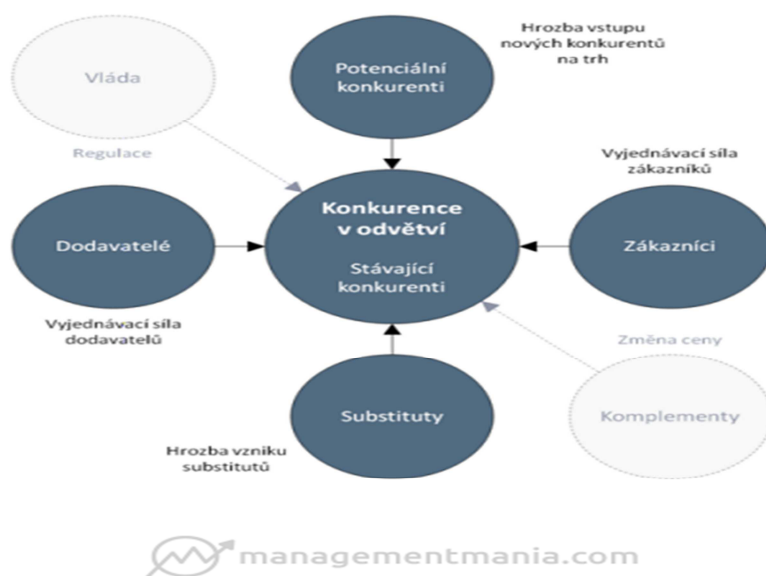 Hrozba vstupu
nových konkurentů
na trh
Vláda
Potenciální
konkurenti
Regulace
Vyjednávací síla
zákazníků
Konkurence
v odvětví
Stávající
konkurenti
Dodavatelé
Zákazníci
Vyjednávací síla
dodavatelů
Změna ceny
Substituty
Komplementy
Hrozba vzniku
substitutů
managementmania.com